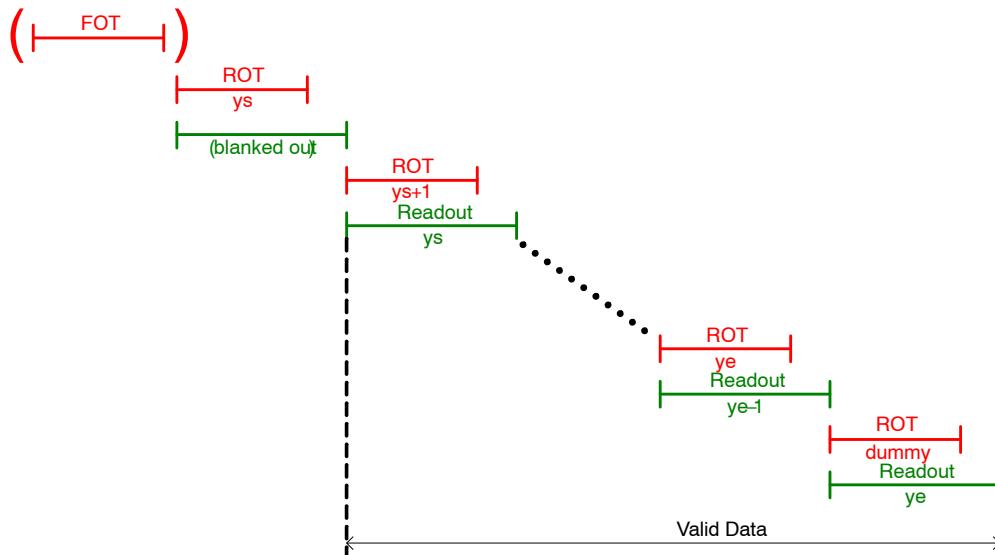 ( FOT )
ROT
ys
(blanked out)
ROT
ys+1
Readout
ys
ROT
ye
Readout
ye–1
ROT
dummy
Readout
ye
Valid Data